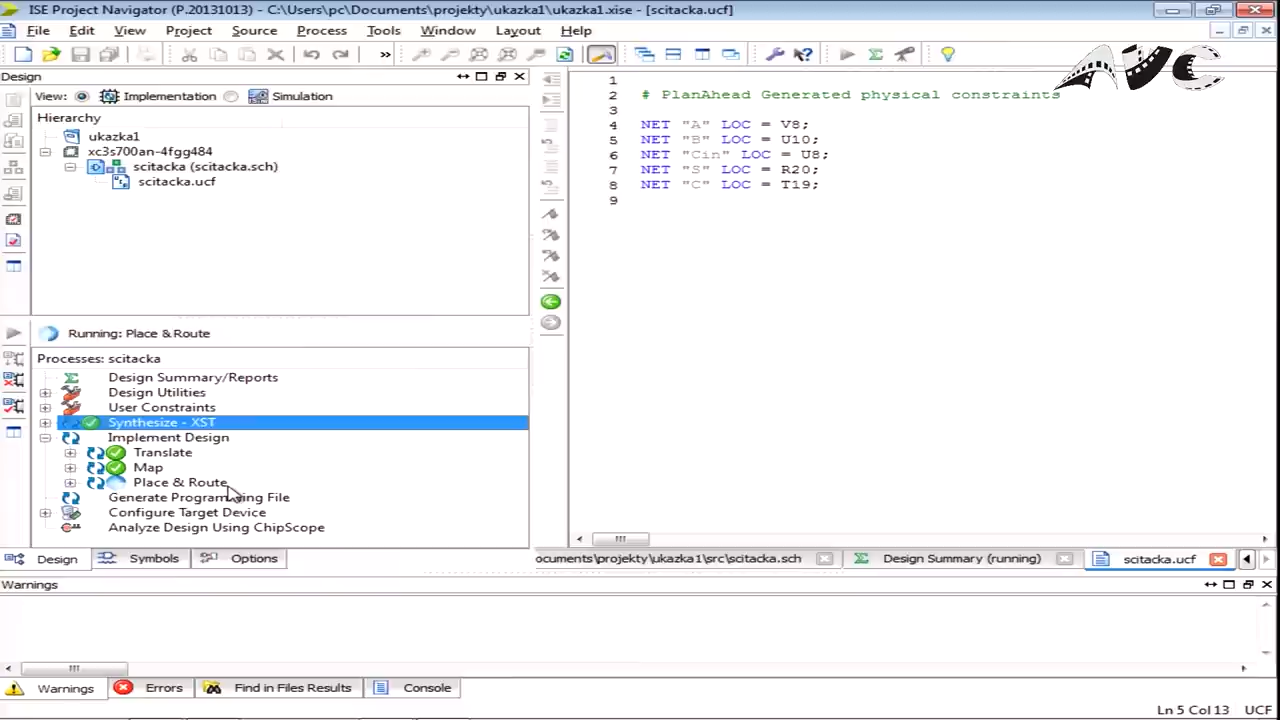 ISE Project Navigator (P.20131013) - C:\Users\pc\Documents\projekty\ukazka1\ukazka1.xise - [scitacka.ucf]
File Edit View Project Source Process Tools Window Layout Help
»
AVC
Design
View: Implementation Simulation
Hierarchy
ukazka1
xc3s700an-4fgg484
scitacka (scitacka.sch)
scitacka.ucf
1
2 # PlanAhead Generated physical constraints
3
4 NET "A" LOC = V8;
5 NET "B" LOC = U10;
6 NET "Cin" LOC = U8;
7 NET "S" LOC = R20;
8 NET "C" LOC = T19;
9
Running: Place & Route
Processes: scitacka
Design Summary/Reports
Design Utilities
User Constraints
Synthesize - XST
Implement Design
Translate
Map
Place & Route
Generate Programming File
Configure Target Device
Analyze Design Using ChipScope
Design Symbols Options
ocuments\projekty\ukazka1\src\scitacka.sch Design Summary (running) scitacka.ucf
Warnings
Warnings Errors Find in Files Results Console
Ln 5 Col 13 UCF